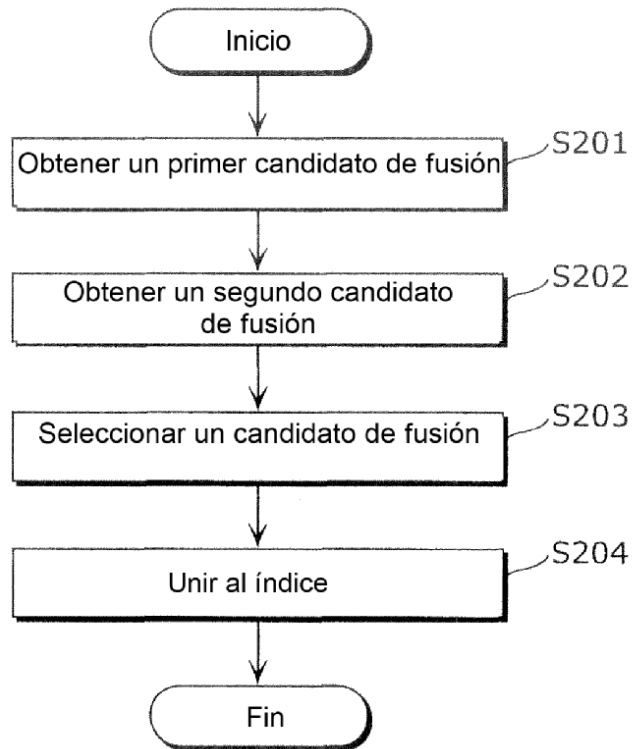 Inicio
Obtener un primer candidato de fusión
S201
Obtener un segundo candidato
de fusión
S202
Seleccionar un candidato de fusión
S203
Unir al índice
S204
Fin